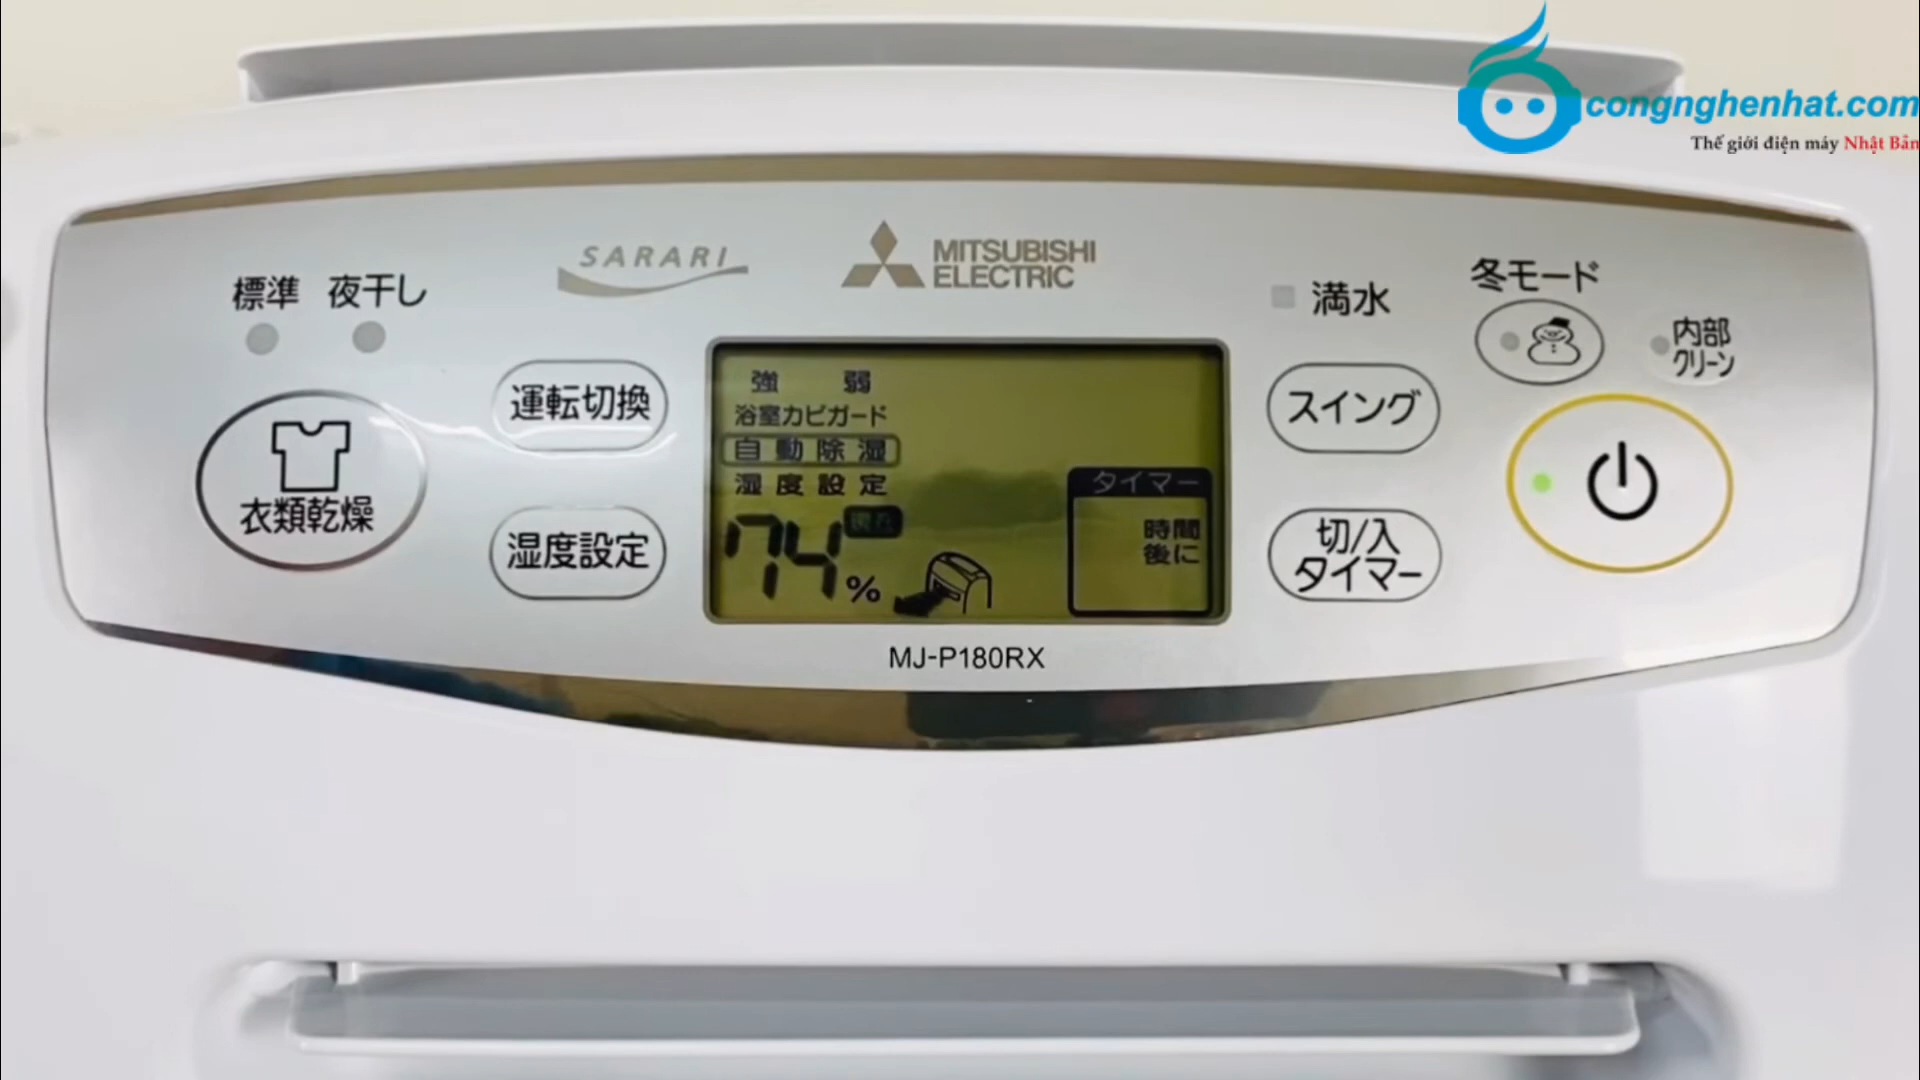 congnghenhat.com
Thế giới điện máy Nhật Bản
SARARI
MITSUBISHI
ELECTRIC
標準 夜干し
衣類乾燥
運転切換
湿度設定
強 弱
浴室カビガード
自動除湿
湿度設定
現在
74%
タイマー
時間
後に
MJ-P180RX
満水
冬モード
内部
クリーン
スイング
切/入
タイマー